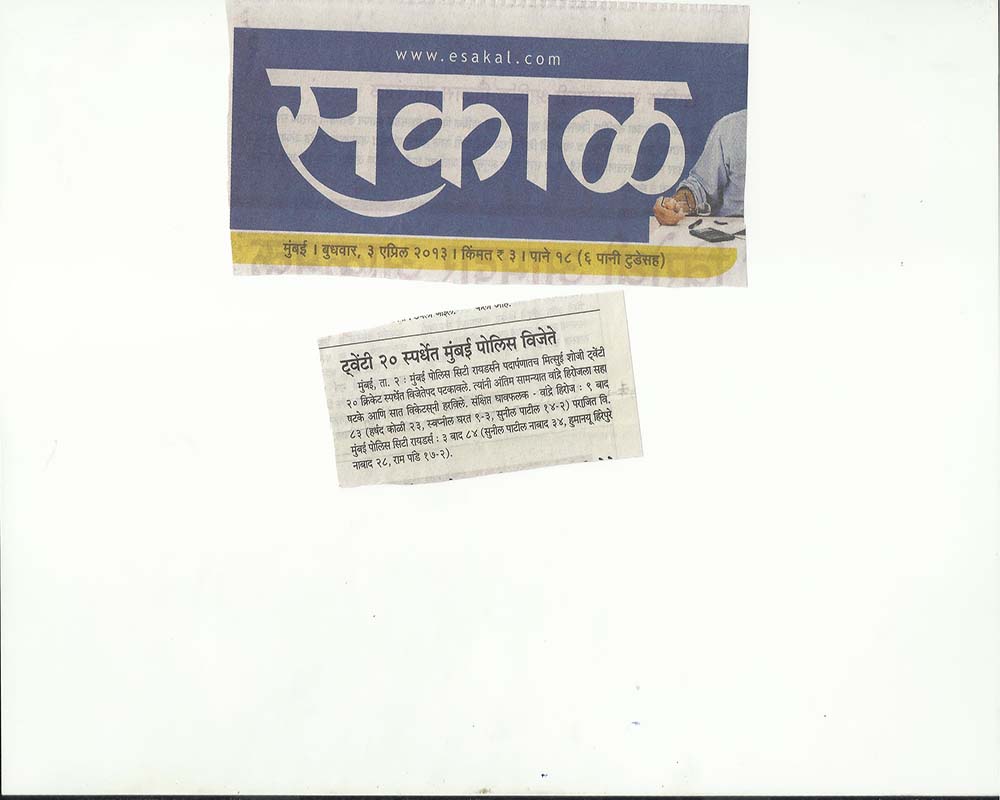 www.esakal.com
सकाळ
मुंबई । बुधवार, ३ एप्रिल २०१३ । किंमत ₹ ३ । पाने १८ (६ पानी टुडेसह)
ट्वेंटी २० स्पर्धेत मुंबई पोलिस विजेते
मुंबई, ता. २ : मुंबई पोलिस सिटी रायडर्सने पदार्पणातच मित्सुई शोजी ट्वेंटी
२० क्रिकेट स्पर्धेत विजेतेपद पटकावले. त्यांनी अंतिम सामन्यात वांद्रे हिरोजला सहा
षटके आणि सात विकेट्सनी हरविले. संक्षिप्त धावफलक - वांद्रे हिरोज : ९ बाद
८३ (हर्षद कोळी २३, स्वप्नील घरत ९-३, सुनील पाटील १४-२) पराजित वि.
मुंबई पोलिस सिटी रायडर्स : ३ बाद ८४ (सुनील पाटील नाबाद ३४, हुमानयू हिरपुरे
नाबाद २८, राम पांडे १७-२).